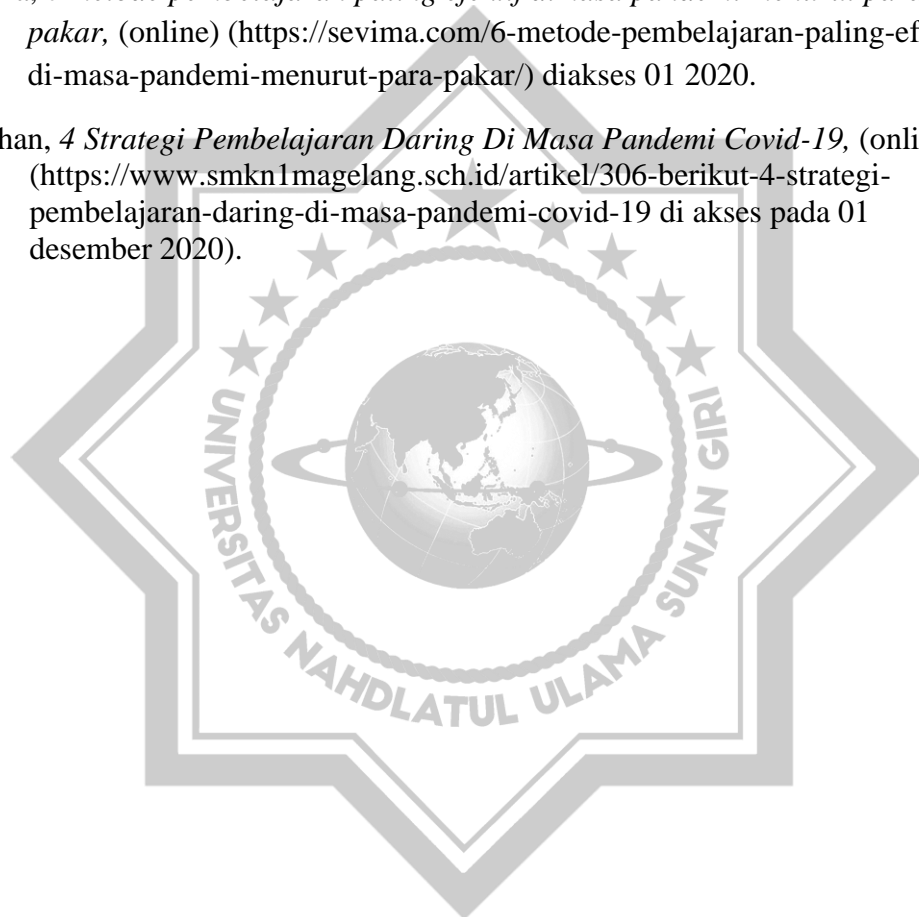 pakar, (online) (https://sevima.com/6-metode-pembelajaran-paling-ef
di-masa-pandemi-menurut-para-pakar/) diakses 01 2020.
han, 4 Strategi Pembelajaran Daring Di Masa Pandemi Covid-19, (onli
(https://www.smkn1magelang.sch.id/artikel/306-berikut-4-strategi-
pembelajaran-daring-di-masa-pandemi-covid-19 di akses pada 01
desember 2020).
UNIVERSITAS NAHDLATUL ULAMA SUNAN GIRI